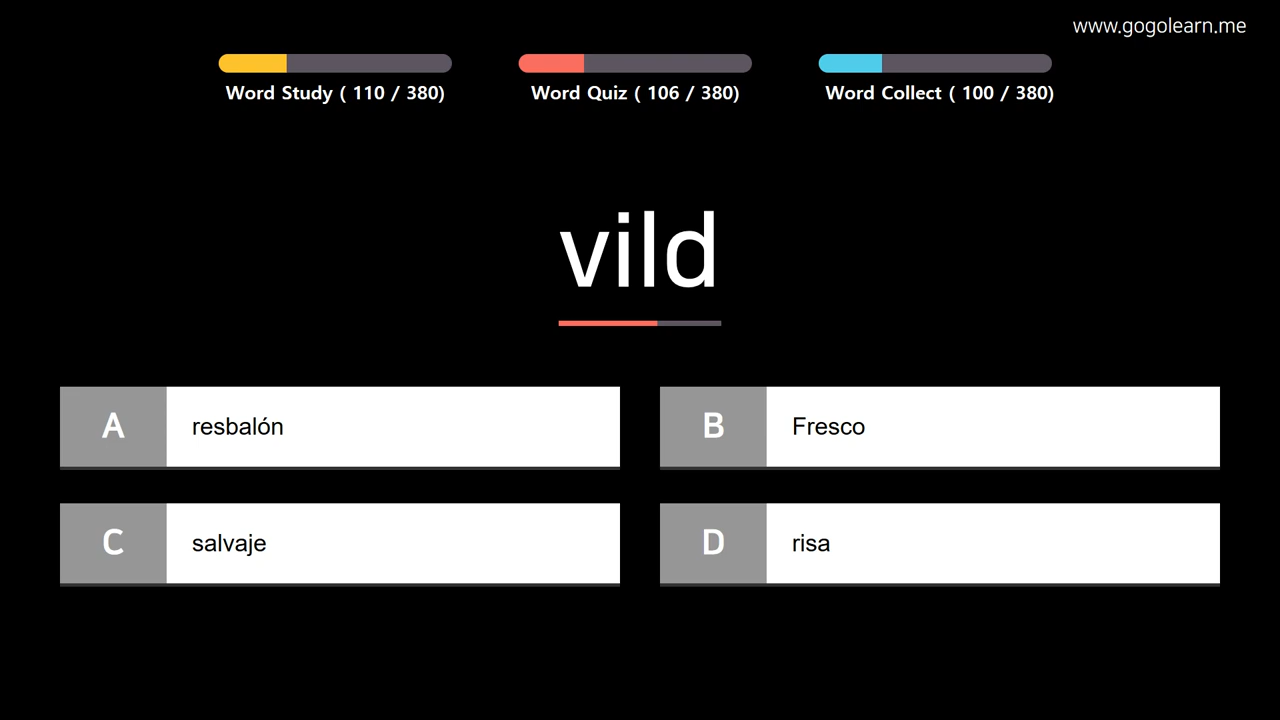 www.gogolearn.me
Word Study ( 110 / 380)
Word Quiz ( 106 / 380)
Word Collect ( 100 / 380)
vild
A resbalón
B Fresco
C salvaje
D risa